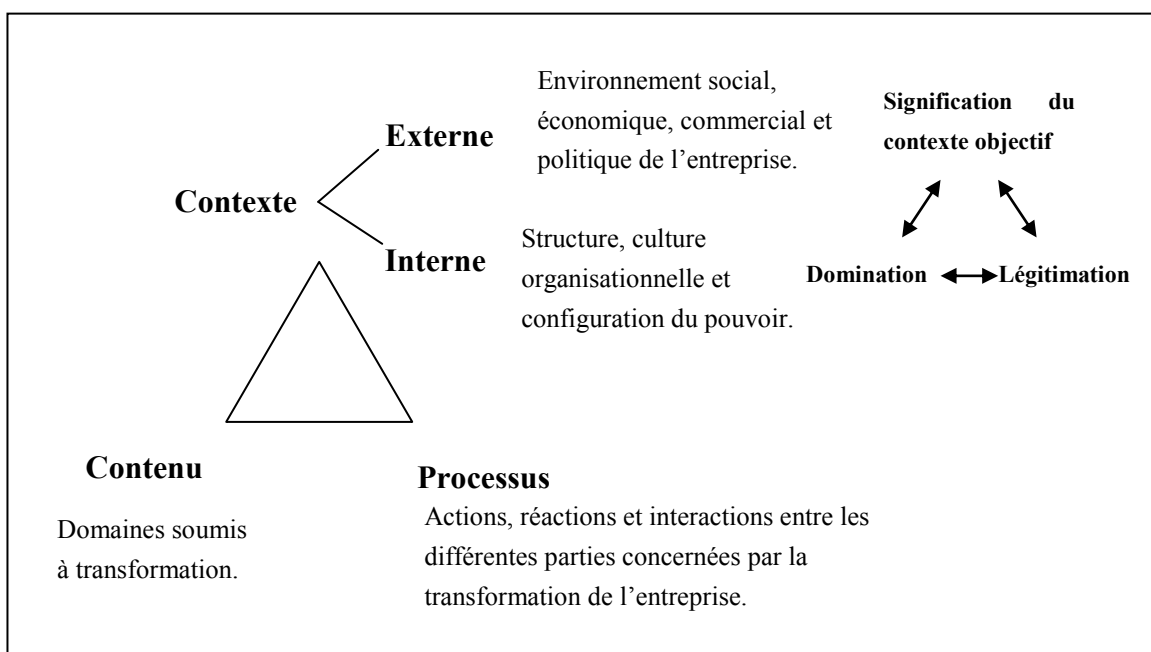 Contexte
Externe
Environnement social,
économique, commercial et
politique de l’entreprise.
Interne
Structure, culture
organisationnelle et
configuration du pouvoir.
Signification du
contexte objectif
Domination
Légitimation
Contenu
Domaines soumis
à transformation.
Processus
Actions, réactions et interactions entre les
différentes parties concernées par la
transformation de l’entreprise.